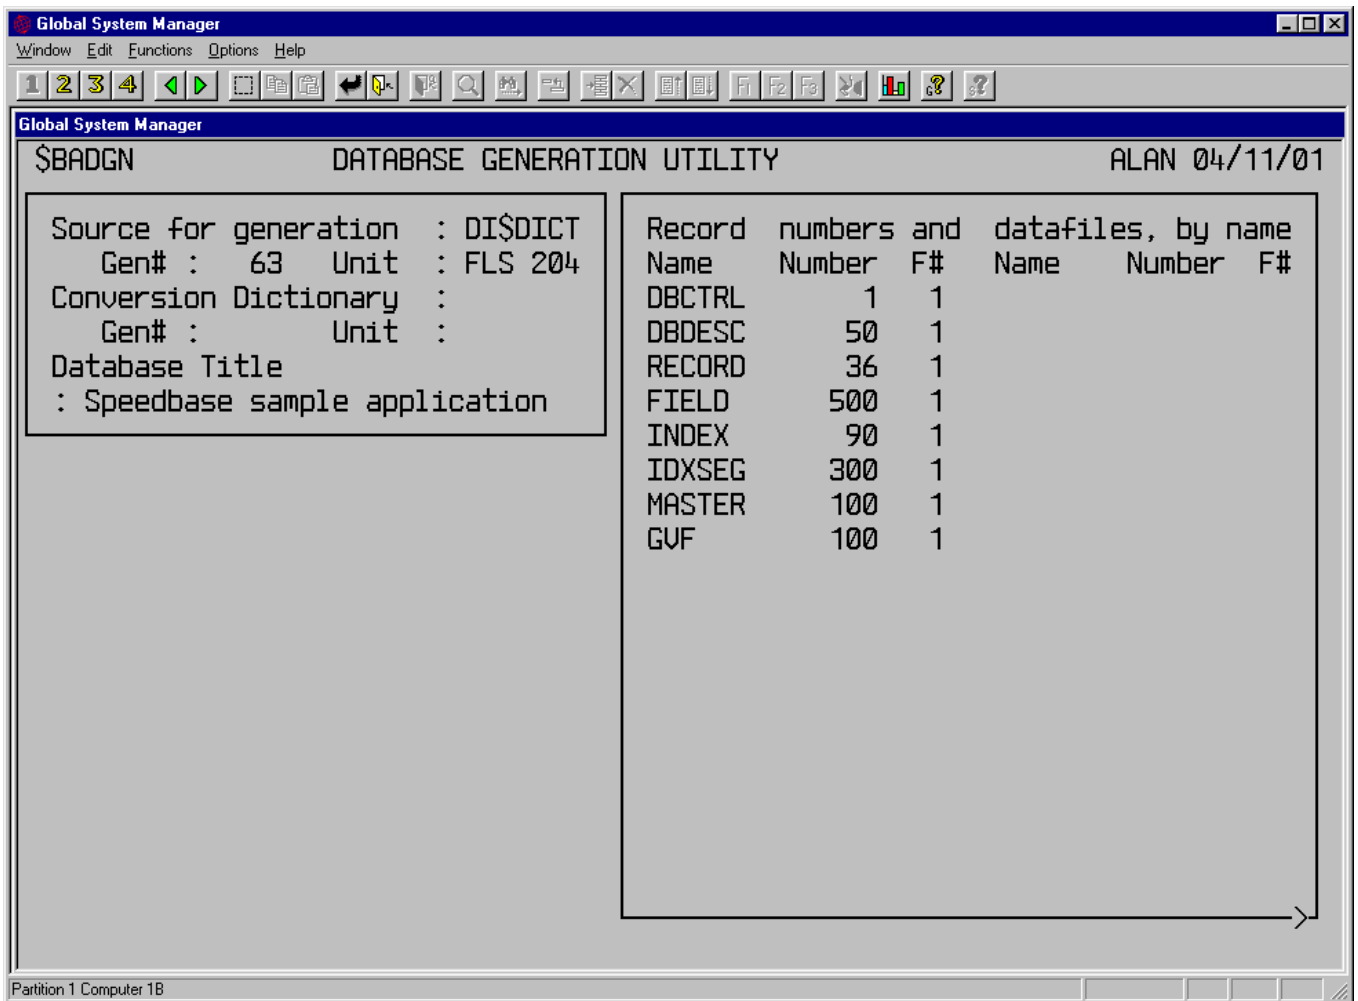 Global System Manager
Window Edit Functions Options Help
1 2 3 4 F1 F2 F3 G? S?
Global System Manager
$BADGN DATABASE GENERATION UTILITY ALAN 04/11/01
Source for generation : DI$DICT
Gen# : 63 Unit : FLS 204
Conversion Dictionary :
Gen# : Unit :
Database Title
: Speedbase sample application
Record numbers and datafiles, by name
Name Number F# Name Number F#
DBCTRL 1 1
DBDESC 50 1
RECORD 36 1
FIELD 500 1
INDEX 90 1
IDXSEG 300 1
MASTER 100 1
GVF 100 1
>
Partition 1 Computer 1B